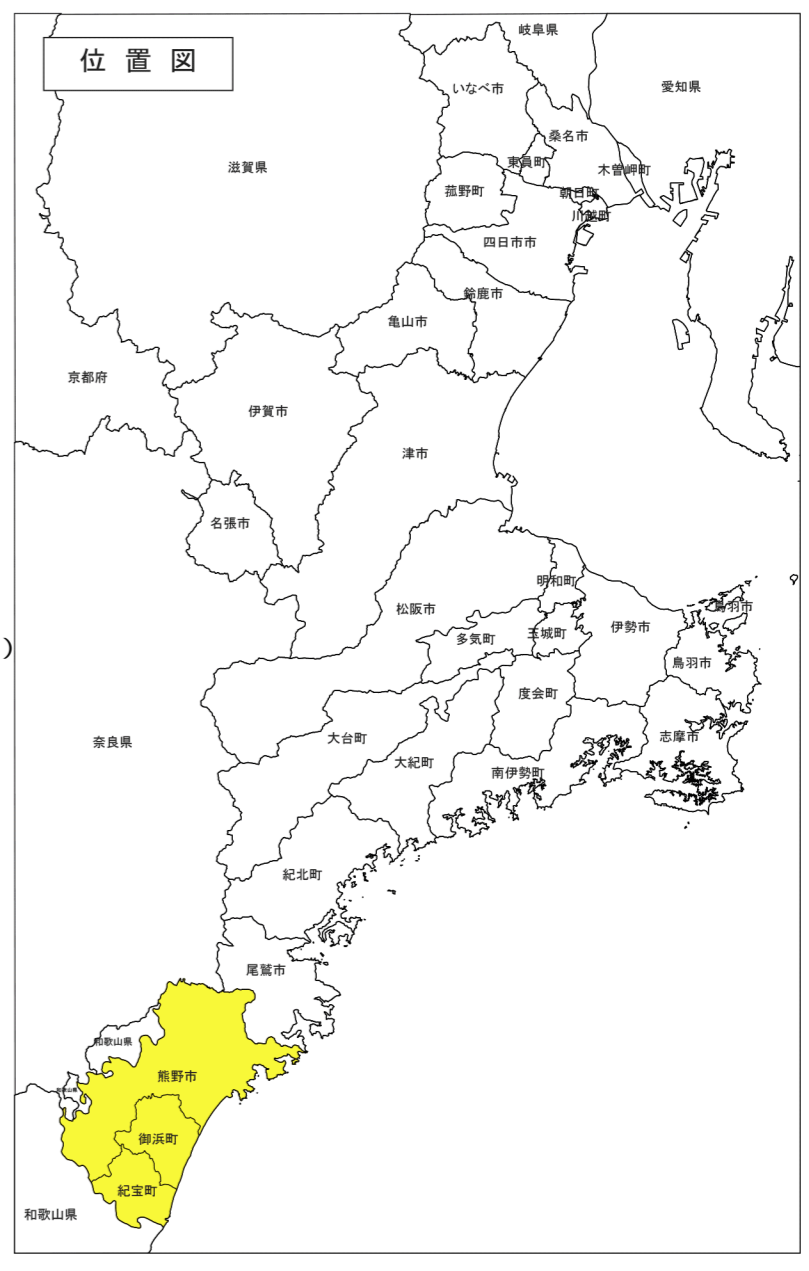 位 置 図
岐阜県
いなべ市
愛知県
桑名市
東員町
滋賀県
木曽岬町
菰野町
朝日町
川越町
四日市市
鈴鹿市
亀山市
京都府
伊賀市
津市
名張市
明和町
松阪市
鳥羽市
伊勢市
多気町
玉城町
)
鳥羽市
度会町
志摩市
大台町
奈良県
大紀町
南伊勢町
紀北町
尾鷲市
和歌山県
熊野市
和歌山県
御浜町
紀宝町
和歌山県